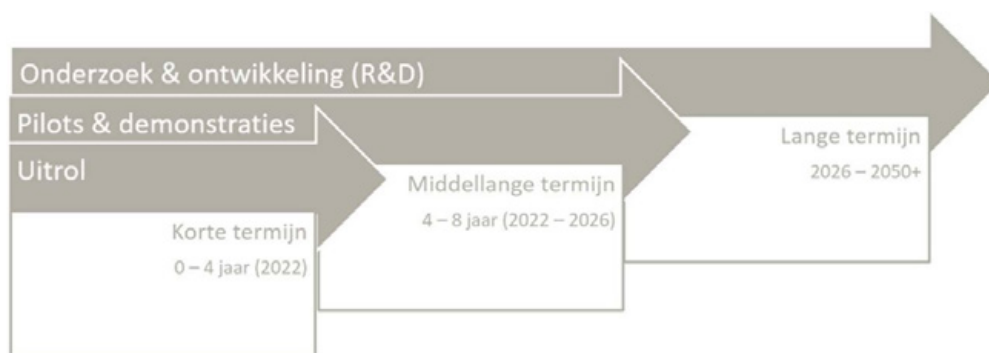 Onderzoek & ontwikkeling (R&D)
Pilots & demonstraties
Uitrol
Korte termijn
0 – 4 jaar (2022)
Middellange termijn
4 – 8 jaar (2022 – 2026)
Lange termijn
2026 – 2050+